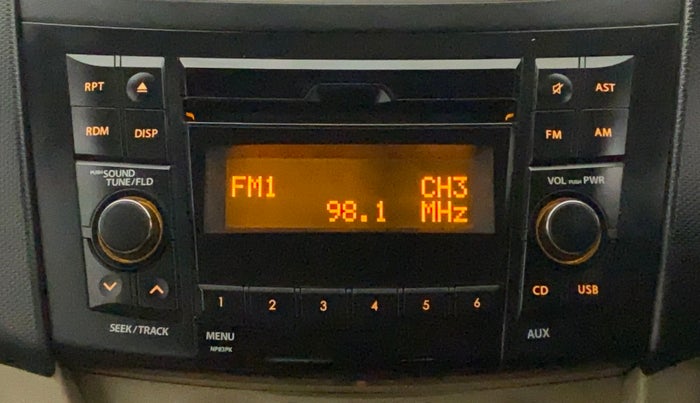 RPT
AST
RDM
DISP
FM
AM
PUSH SOUND
TUNE/FLD
FM1 CH3
98.1 MHz
VOL PUSH PWR
1 2 3 4 5 6
CD USB
SEEK/TRACK
MENU
AUX